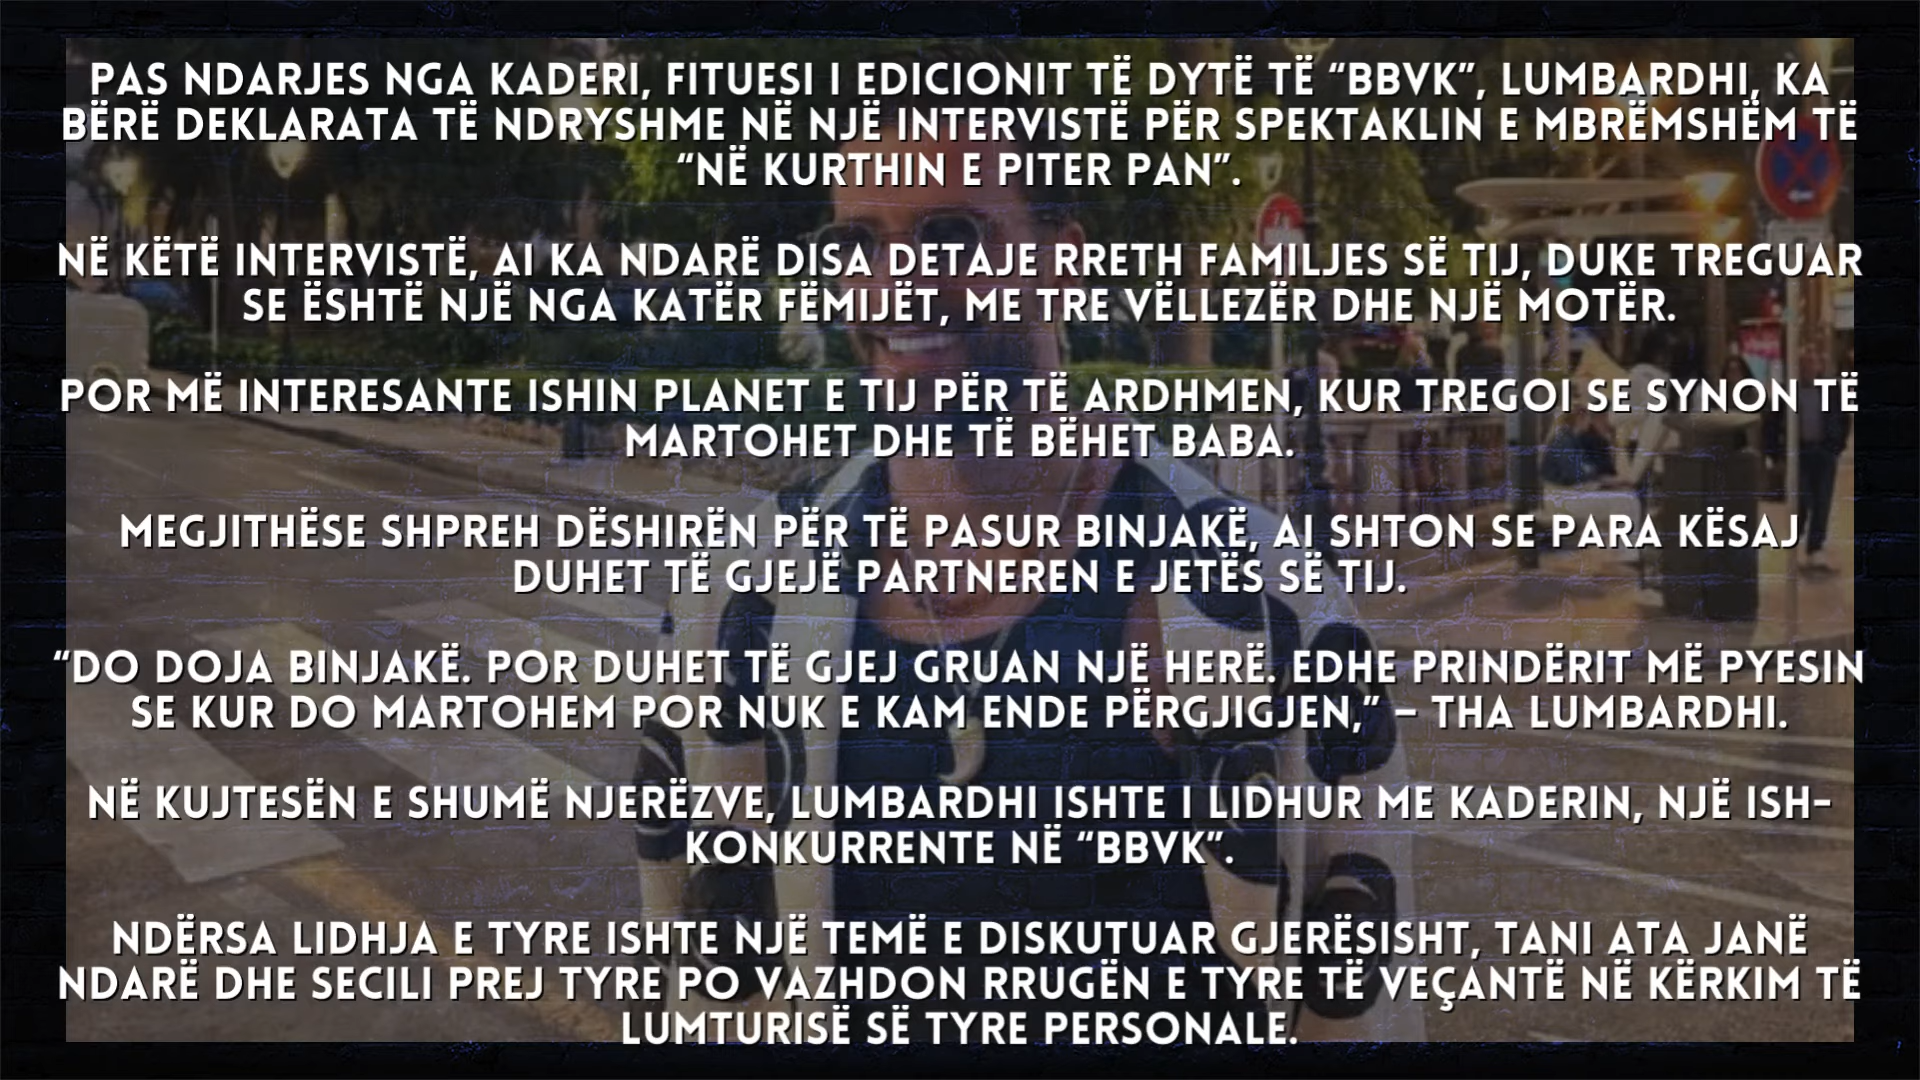 PAS NDARJES NGA KADERI, FITUESI I EDICIONIT TË DYTË TË “BBVK”, LUMBARDHI, KA
BËRË DEKLARATA TË NDRYSHME NË NJË INTERVISTË PËR SPEKTAKLIN E MBRËMSHËM TË
“NË KURTHIN E PITER PAN”.
NË KËTË INTERVISTË, AI KA NDARË DISA DETAJE RRETH FAMILJES SË TIJ, DUKE TREGUAR
SE ËSHTË NJË NGA KATËR FËMIJËT, ME TRE VËLLEZËR DHE NJË MOTËR.
POR MË INTERESANTE ISHIN PLANET E TIJ PËR TË ARDHMEN, KUR TREGOI SE SYNON TË
MARTOHET DHE TË BËHET BABA.
MEGJITHËSE SHPREH DËSHIRËN PËR TË PASUR BINJAKË, AI SHTON SE PARA KËSAJ
DUHET TË GJEJË PARTNEREN E JETËS SË TIJ.
“DO DOJA BINJAKË. POR DUHET TË GJEJ GRUAN NJË HERË. EDHE PRINDËRIT MË PYESIN
SE KUR DO MARTOHEM POR NUK E KAM ENDE PËRGJIGJEN,” – THA LUMBARDHI.
NË KUJTESËN E SHUMË NJERËZVE, LUMBARDHI ISHTE I LIDHUR ME KADERIN, NJË ISH-
KONKURRENTE NË “BBVK”.
NDËRSA LIDHJA E TYRE ISHTE NJË TEMË E DISKUTUAR GJERËSISHT, TANI ATA JANË
NDARË DHE SECILI PREJ TYRE PO VAZHDON RRUGËN E TYRE TË VEÇANTË NË KËRKIM TË
LUMTURISË SË TYRE PERSONALE.